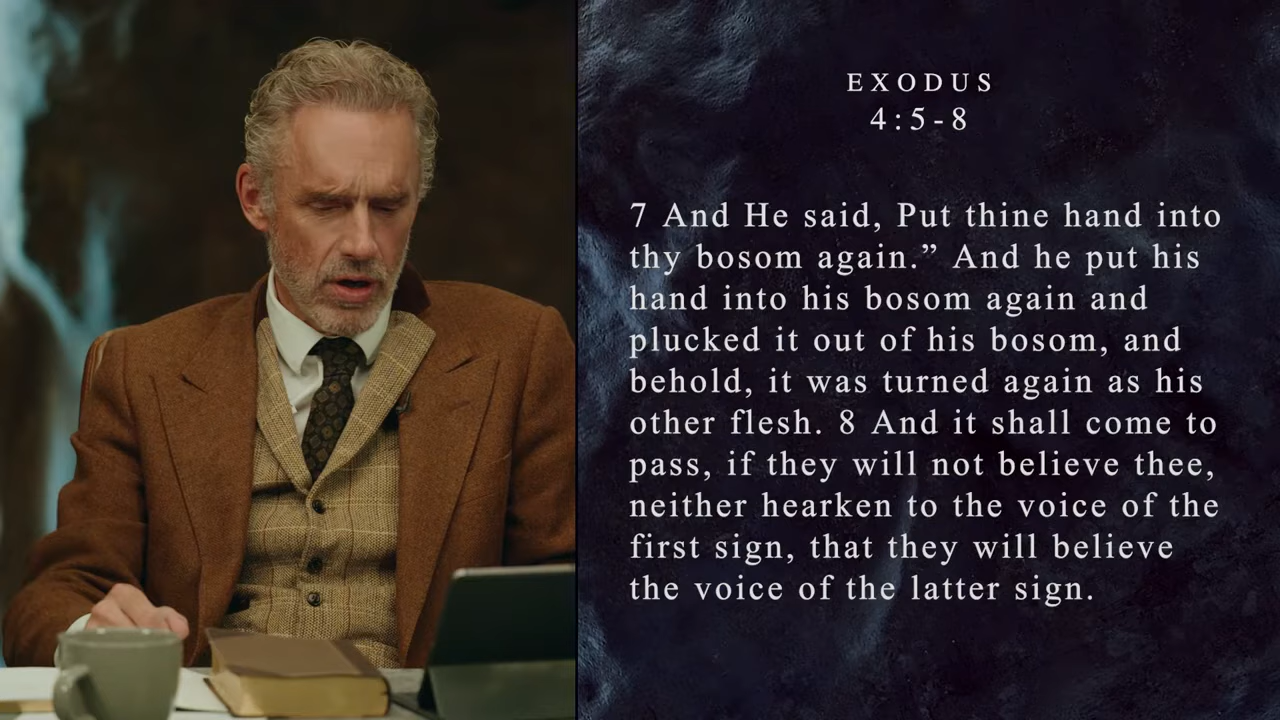 EXODUS
4:5-8
7 And He said, Put thine hand into
thy bosom again.” And he put his
hand into his bosom again and
plucked it out of his bosom, and
behold, it was turned again as his
other flesh. 8 And it shall come to
pass, if they will not believe thee,
neither hearken to the voice of the
first sign, that they will believe
the voice of the latter sign.